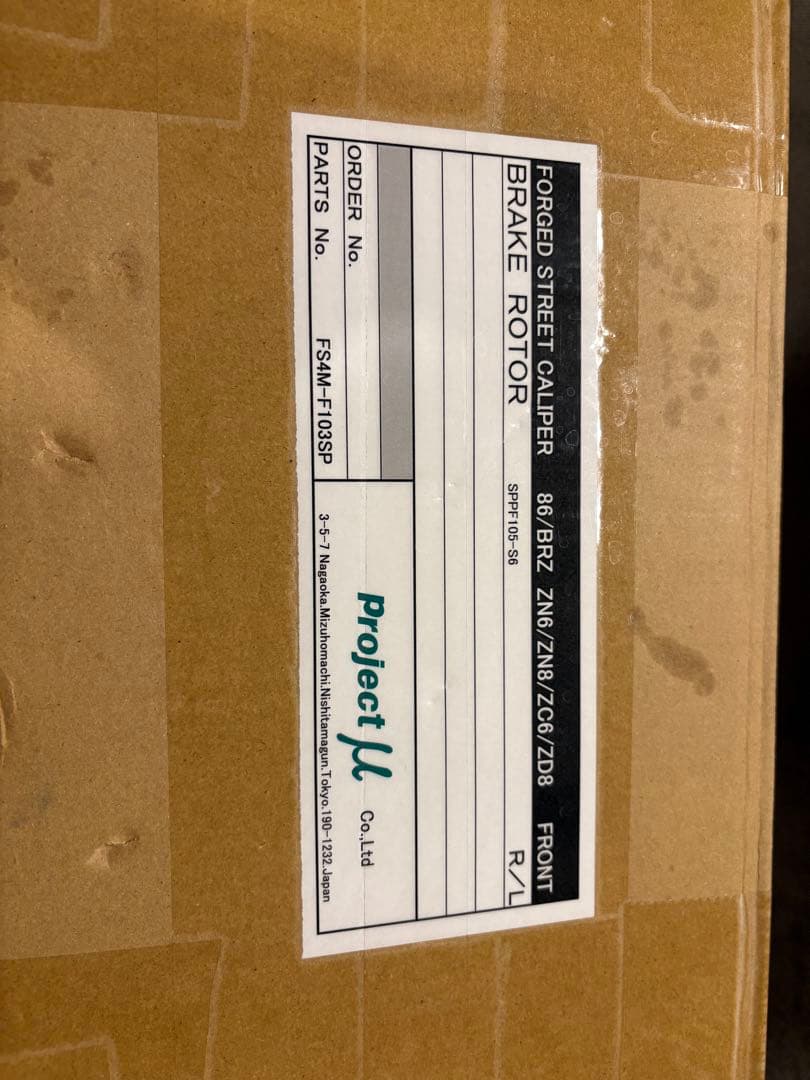 FORGED STREET CALIPER 86/BRZ ZN6/ZN8/ZC6/ZD8 FRONT
BRAKE ROTOR SPPF105-S6 R/L
ORDER No.
PARTS No. FS4M-F103SP
Project μ Co.,Ltd
3-5-7 Nagaoka.Mizuhomachi.Nishitamagun.Tokyo.190-1232.Japan